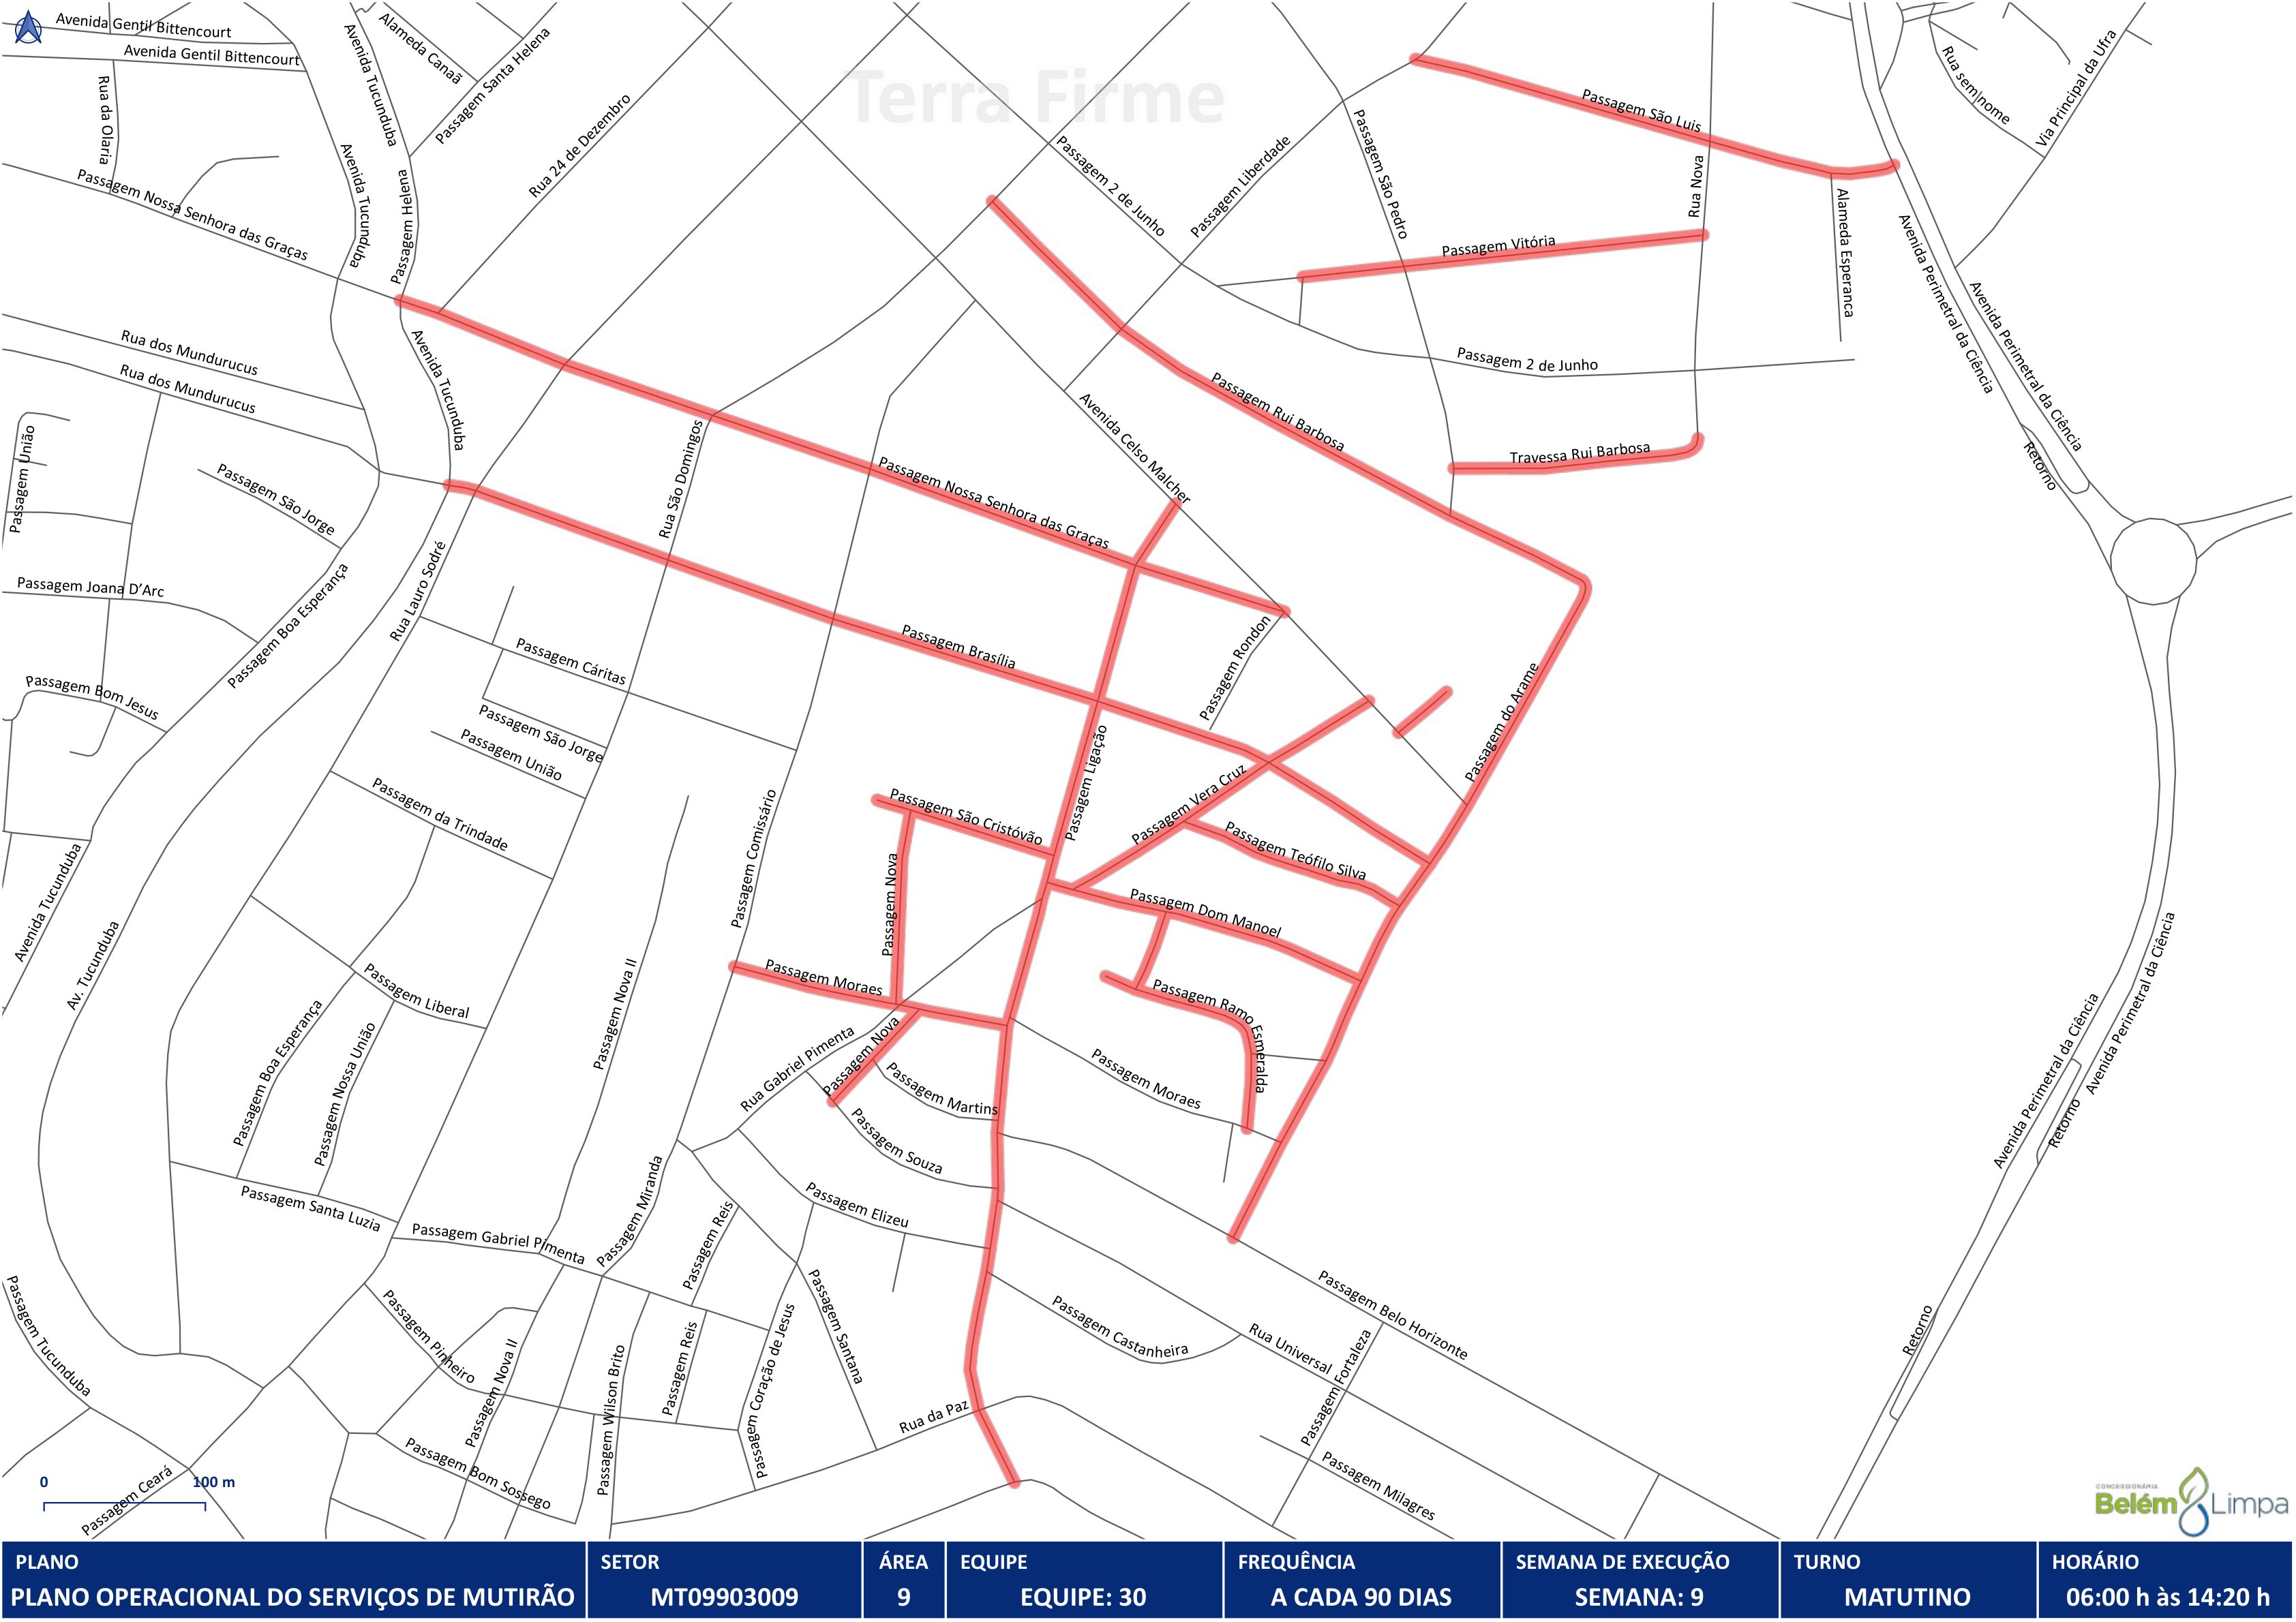 Avenida Gentil Bittencourt
Avenida Gentil Bittencourt
Avenida Tucunduba
Alameda Canaã
Passagem Santa Helena
Rua da Olaria
Avenida Tucunduba
Passagem Helena
Rua 24 de Dezembro
Terra Firme
Passagem 2 de Junho
Passagem Liberdade
Passagem São Pedro
Passagem São Luis
Rua Nova
Rua sem nome
Via Principal da Ufra
Passagem Nossa Senhora das Graças
Passagem Vitória
Alameda Esperanca
Avenida Perimetral da Ciência
Avenida Perimetral da Ciência
Rua dos Mundurucus
Rua dos Mundurucus
Avenida Tucunduba
Passagem 2 de Junho
Passagem Rui Barbosa
Avenida Celso Malcher
Travessa Rui Barbosa
Retorno
Passagem União
Passagem São Jorge
Rua São Domingos
Passagem Nossa Senhora das Graças
Passagem Joana D'Arc
Passagem Boa Esperança
Rua Lauro Sodré
Passagem Cáritas
Passagem Brasília
Passagem Rondon
Passagem do Arame
Passagem Bom Jesus
Passagem São Jorge
Passagem União
Passagem Ligação
Passagem Vera Cruz
Passagem da Trindade
Passagem Comissário
Passagem São Cristóvão
Passagem Teófilo Silva
Avenida Tucunduba
Av. Tucunduba
Passagem Nova
Passagem Dom Manoel
Passagem Liberal
Passagem Nova II
Passagem Moraes
Passagem Ramo Esmeralda
Passagem Boa Esperança
Passagem Nossa União
Rua Gabriel Pimenta
Passagem Nova
Passagem Martins
Passagem Moraes
Avenida Perimetral da Ciência
Avenida Perimetral da Ciência
Retorno
Passagem Souza
Passagem Santa Luzia
Passagem Miranda
Passagem Elizeu
Passagem Gabriel Pimenta
Passagem Reis
Passagem Tucunduba
Passagem Pinheiro
Passagem Nova II
Passagem Wilson Brito
Passagem Reis
Passagem Coração de Jesus
Passagem Santana
Passagem Castanheira
Rua Universal
Passagem Belo Horizonte
Passagem Fortaleza
Retorno
Rua da Paz
Passagem Bom Sossego
Passagem Milagres
Passagem Ceará
0 100 m
CONCESSIONÁRIA
Belém Limpa
PLANO
PLANO OPERACIONAL DO SERVIÇOS DE MUTIRÃO
SETOR
MT09903009
ÁREA
9
EQUIPE
EQUIPE: 30
FREQUÊNCIA
A CADA 90 DIAS
SEMANA DE EXECUÇÃO
SEMANA: 9
TURNO
MATUTINO
HORÁRIO
06:00 h às 14:20 h